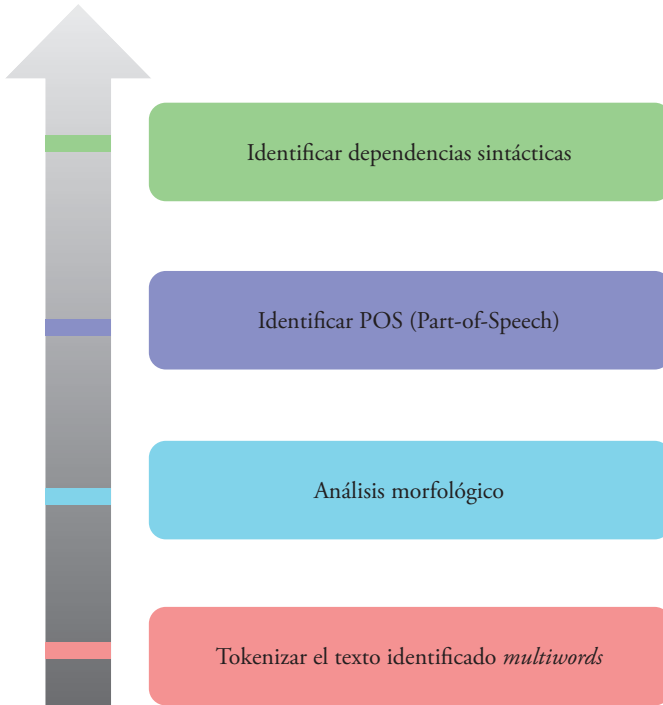 Identificar dependencias sintácticas
Identificar POS (Part-of-Speech)
Análisis morfológico
Tokenizar el texto identificado multiwords